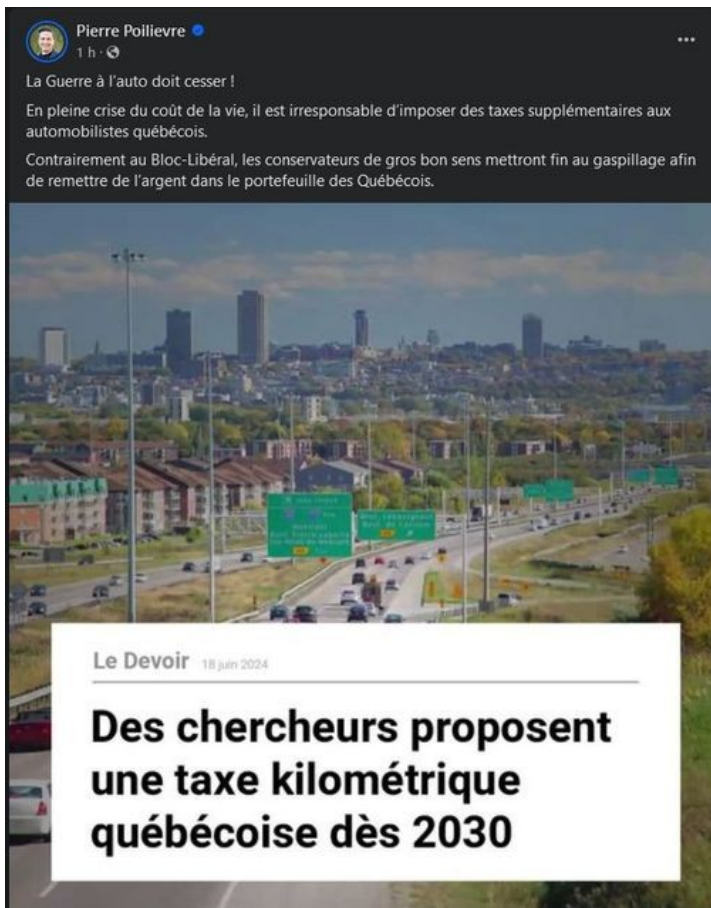 Pierre Poilievre
1 h
La Guerre à l'auto doit cesser !
En pleine crise du coût de la vie, il est irresponsable d'imposer des taxes supplémentaires aux
automobilistes québécois.
Contrairement au Bloc-Libéral, les conservateurs de gros bon sens mettront fin au gaspillage afin
de remettre de l'argent dans le portefeuille des Québécois.
Le Devoir 18 juin 2024
Des chercheurs proposent
une taxe kilométrique
québécoise dès 2030